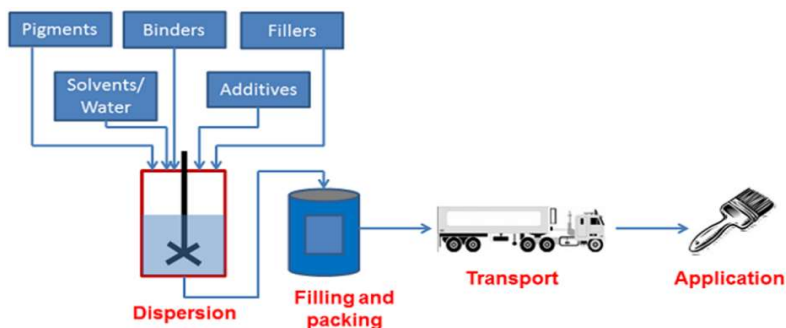 Pigments
Binders
Fillers
Solvents/
Water
Additives
Dispersion
Filling and
packing
Transport
Application